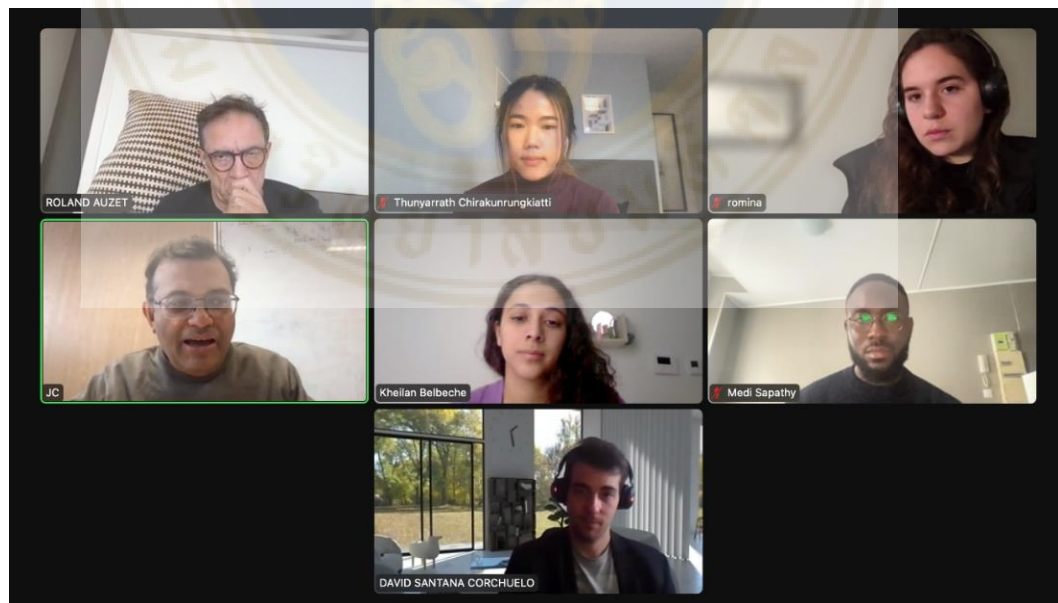 ROLAND AUZET
Thunyarrath Chirakunrungkiatti
romina
JC
Kheilan Belbeche
Medi Sapathy
DAVID SANTANA CORCHUELO